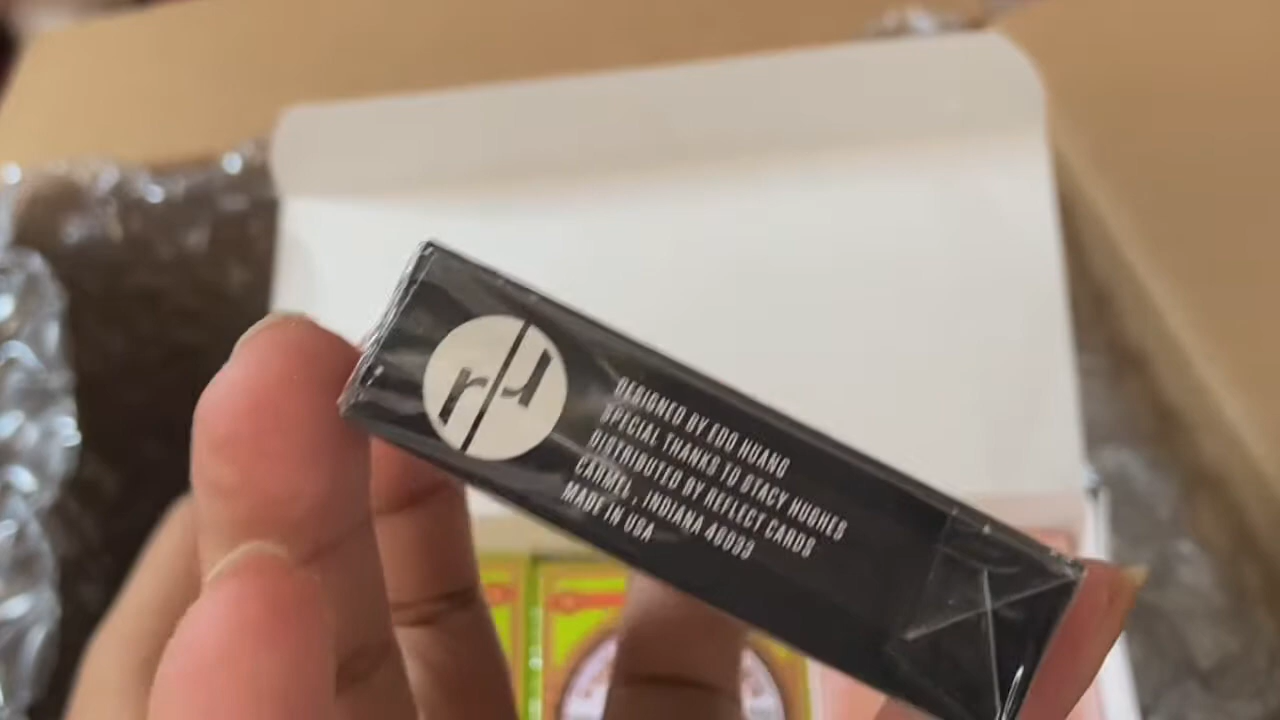 rμ
DESIGNED BY EDO HUANG
SPECIAL THANKS TO STACY HUGHES
DISTRIBUTED BY REFLECT CARDS
CARMEL, INDIANA 46033
MADE IN USA